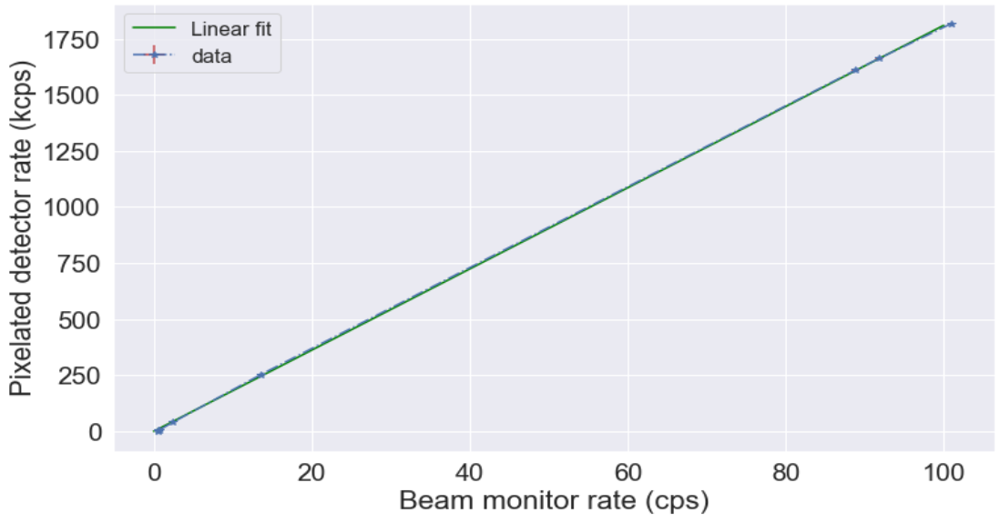 Linear fit
data
1750
1500
1250
1000
750
500
250
0
0 20 40 60 80 100
Pixelated detector rate (kcps)
Beam monitor rate (cps)